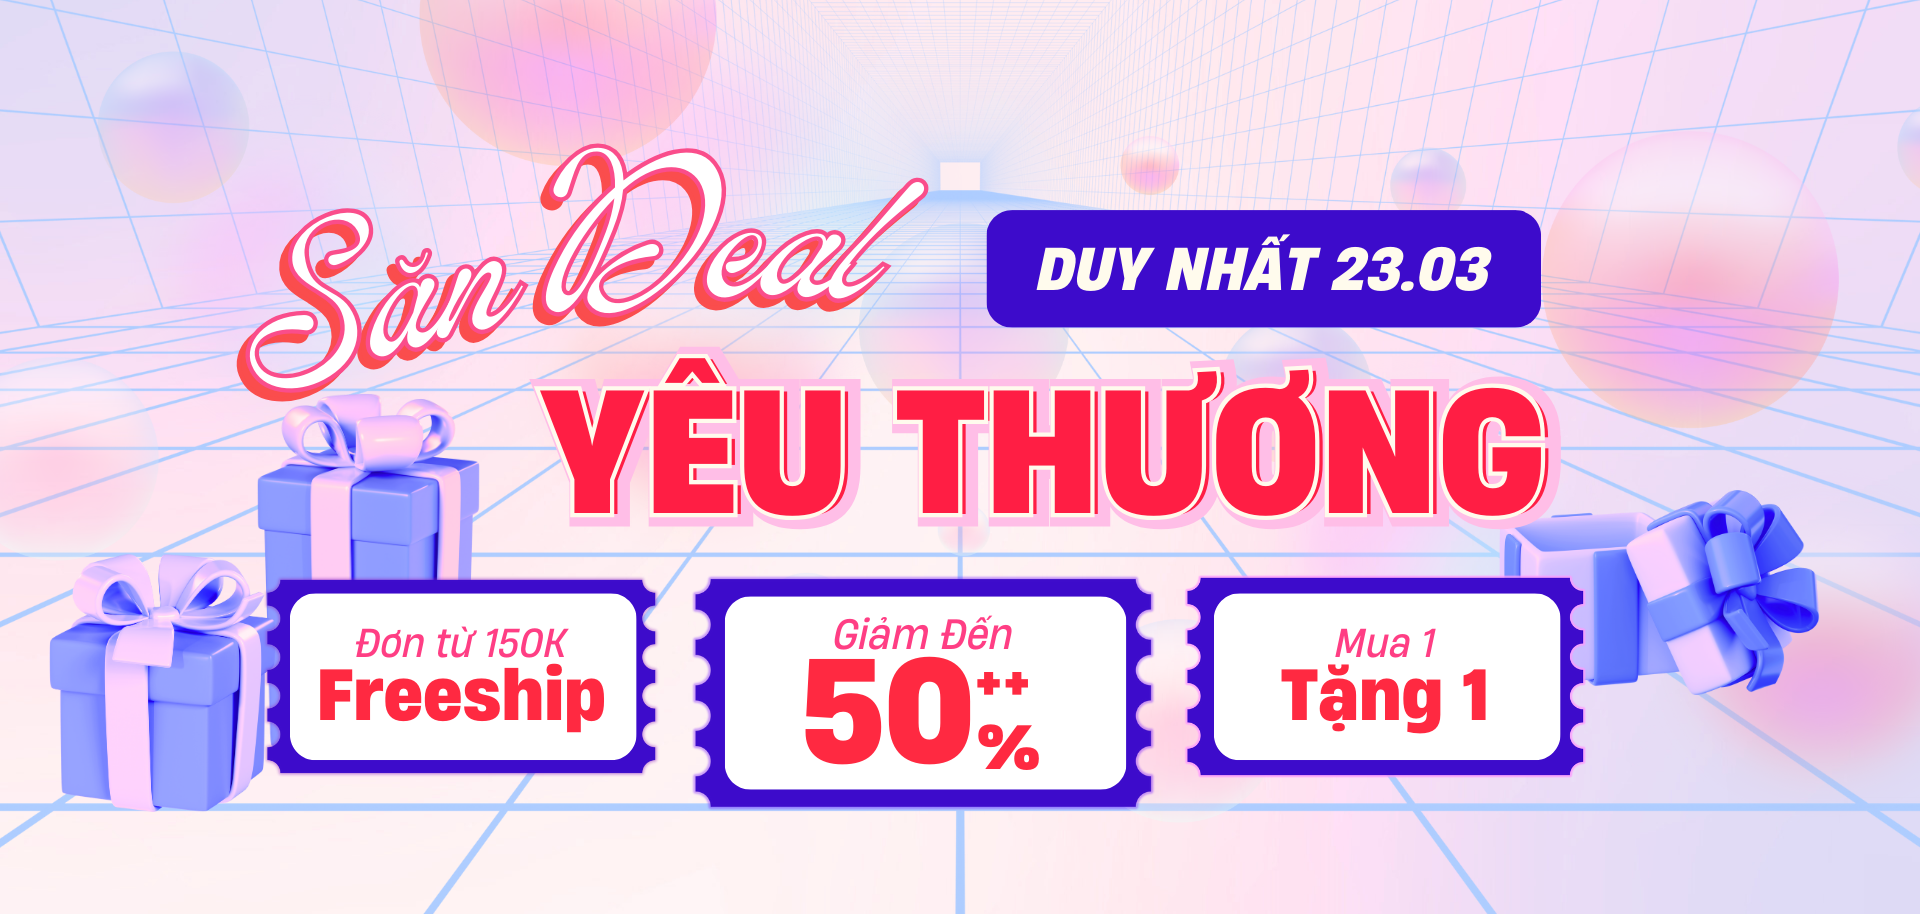 Săn Deal
DUY NHẤT 23.03
YÊU THƯƠNG
Đơn từ 150K
Freeship
Giảm Đến
50++%
Mua 1
Tặng 1